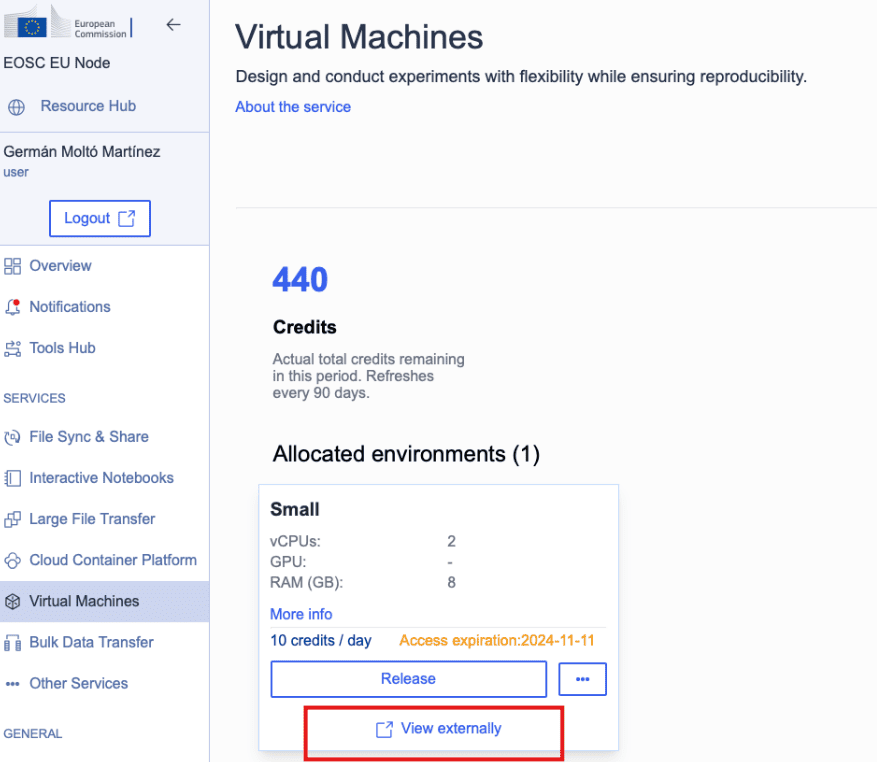 European
Commission
EOSC EU Node
Resource Hub
Germán Moltó Martínez
user
Logout
Overview
Notifications
Tools Hub
SERVICES
File Sync & Share
Interactive Notebooks
Large File Transfer
Cloud Container Platform
Virtual Machines
Bulk Data Transfer
Other Services
GENERAL
Virtual Machines
Design and conduct experiments with flexibility while ensuring reproducibility.
About the service
440
Credits
Actual total credits remaining
in this period. Refreshes
every 90 days.
Allocated environments (1)
Small
vCPUs: 2
GPU: -
RAM (GB): 8
More info
10 credits / day Access expiration:2024-11-11
Release •••
View externally